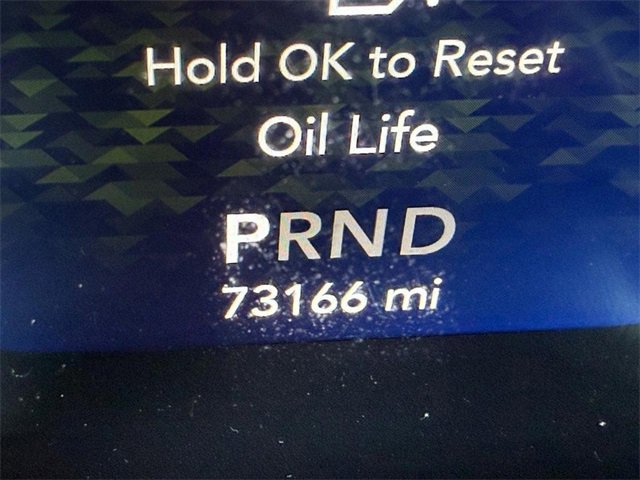 Hold OK to Reset
Oil Life
PRND
73166 mi